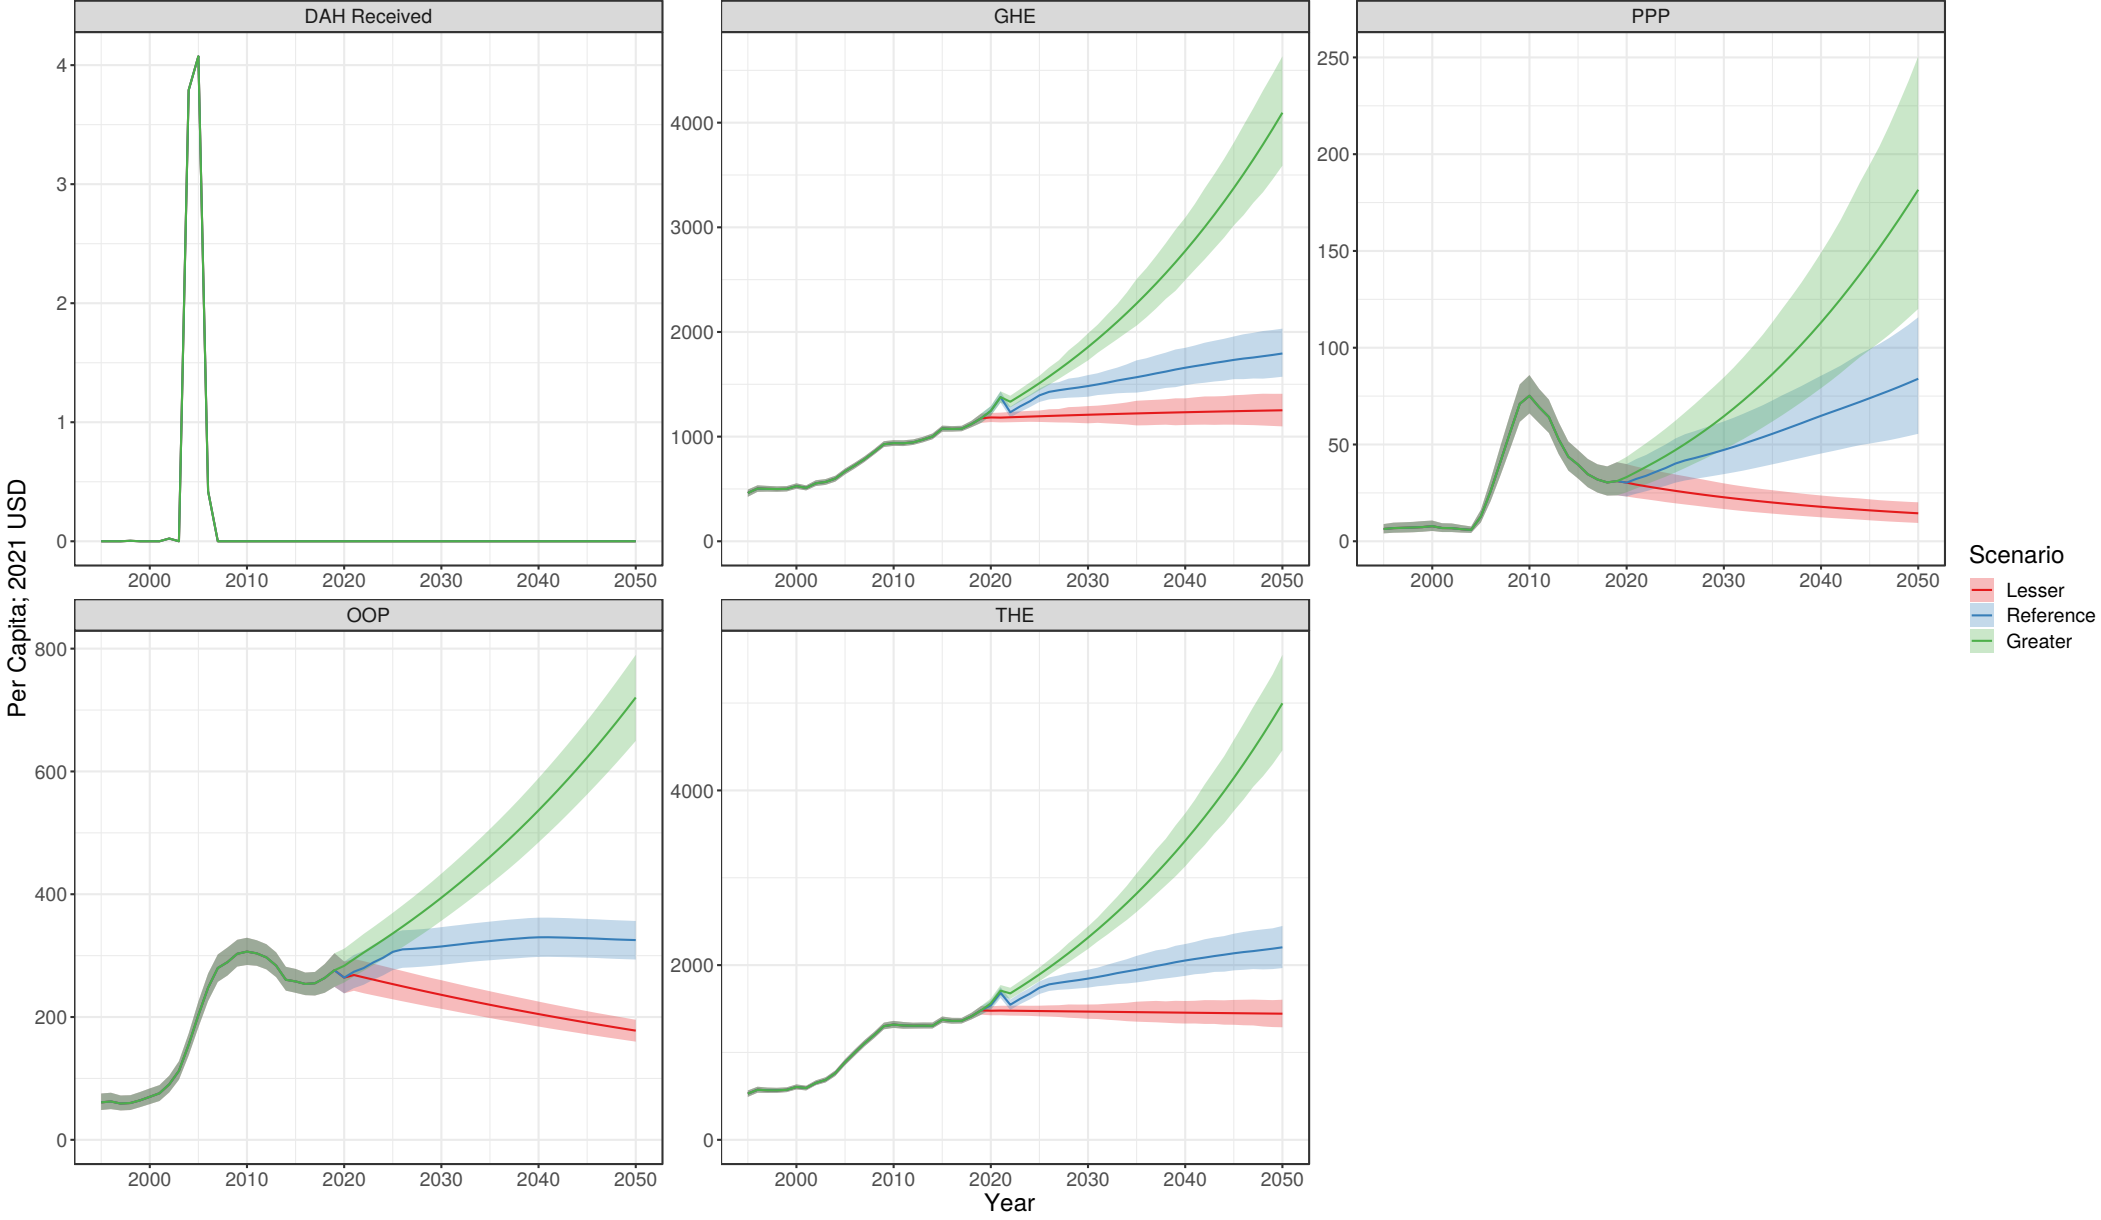 DAH Received
GHE
PPP
4
3
2
1
0
4000
3000
2000
1000
0
250
200
150
100
50
0
2000 2010 2020 2030 2040 2050
2000 2010 2020 2030 2040 2050
2000 2010 2020 2030 2040 2050
OOP
THE
800
600
400
200
0
4000
2000
0
2000 2010 2020 2030 2040 2050
2000 2010 2020 2030 2040 2050
Per Capita; 2021 USD
Year
Scenario
Lesser
Reference
Greater